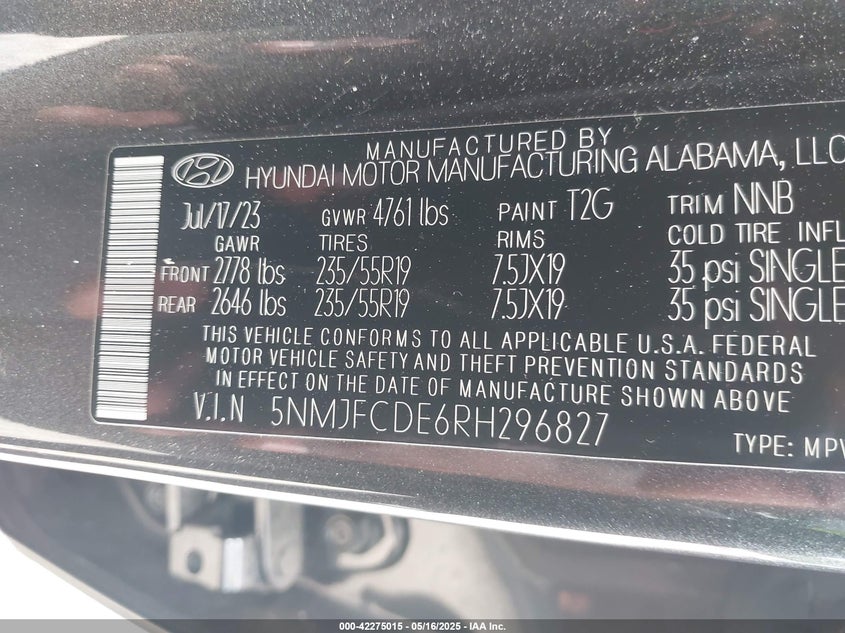 MANUFACTURED BY
HYUNDAI MOTOR MANUFACTURING ALABAMA, LLC
Jul/17/23 GVWR 4761 lbs PAINT T2G TRIM NNB
GAWR TIRES RIMS COLD TIRE INFL
FRONT 2778 lbs 235/55R19 7.5JX19 35 psi SINGLE
REAR 2646 lbs 235/55R19 7.5JX19 35 psi SINGLE
THIS VEHICLE CONFORMS TO ALL APPLICABLE U.S.A. FEDERAL
MOTOR VEHICLE SAFETY AND THEFT PREVENTION STANDARDS
IN EFFECT ON THE DATE OF MANUFACTURE SHOWN ABOVE
V.I.N 5NMJFCDE6RH296827
TYPE: MPV
000-42275015 - 05/16/2025 - IAA Inc.